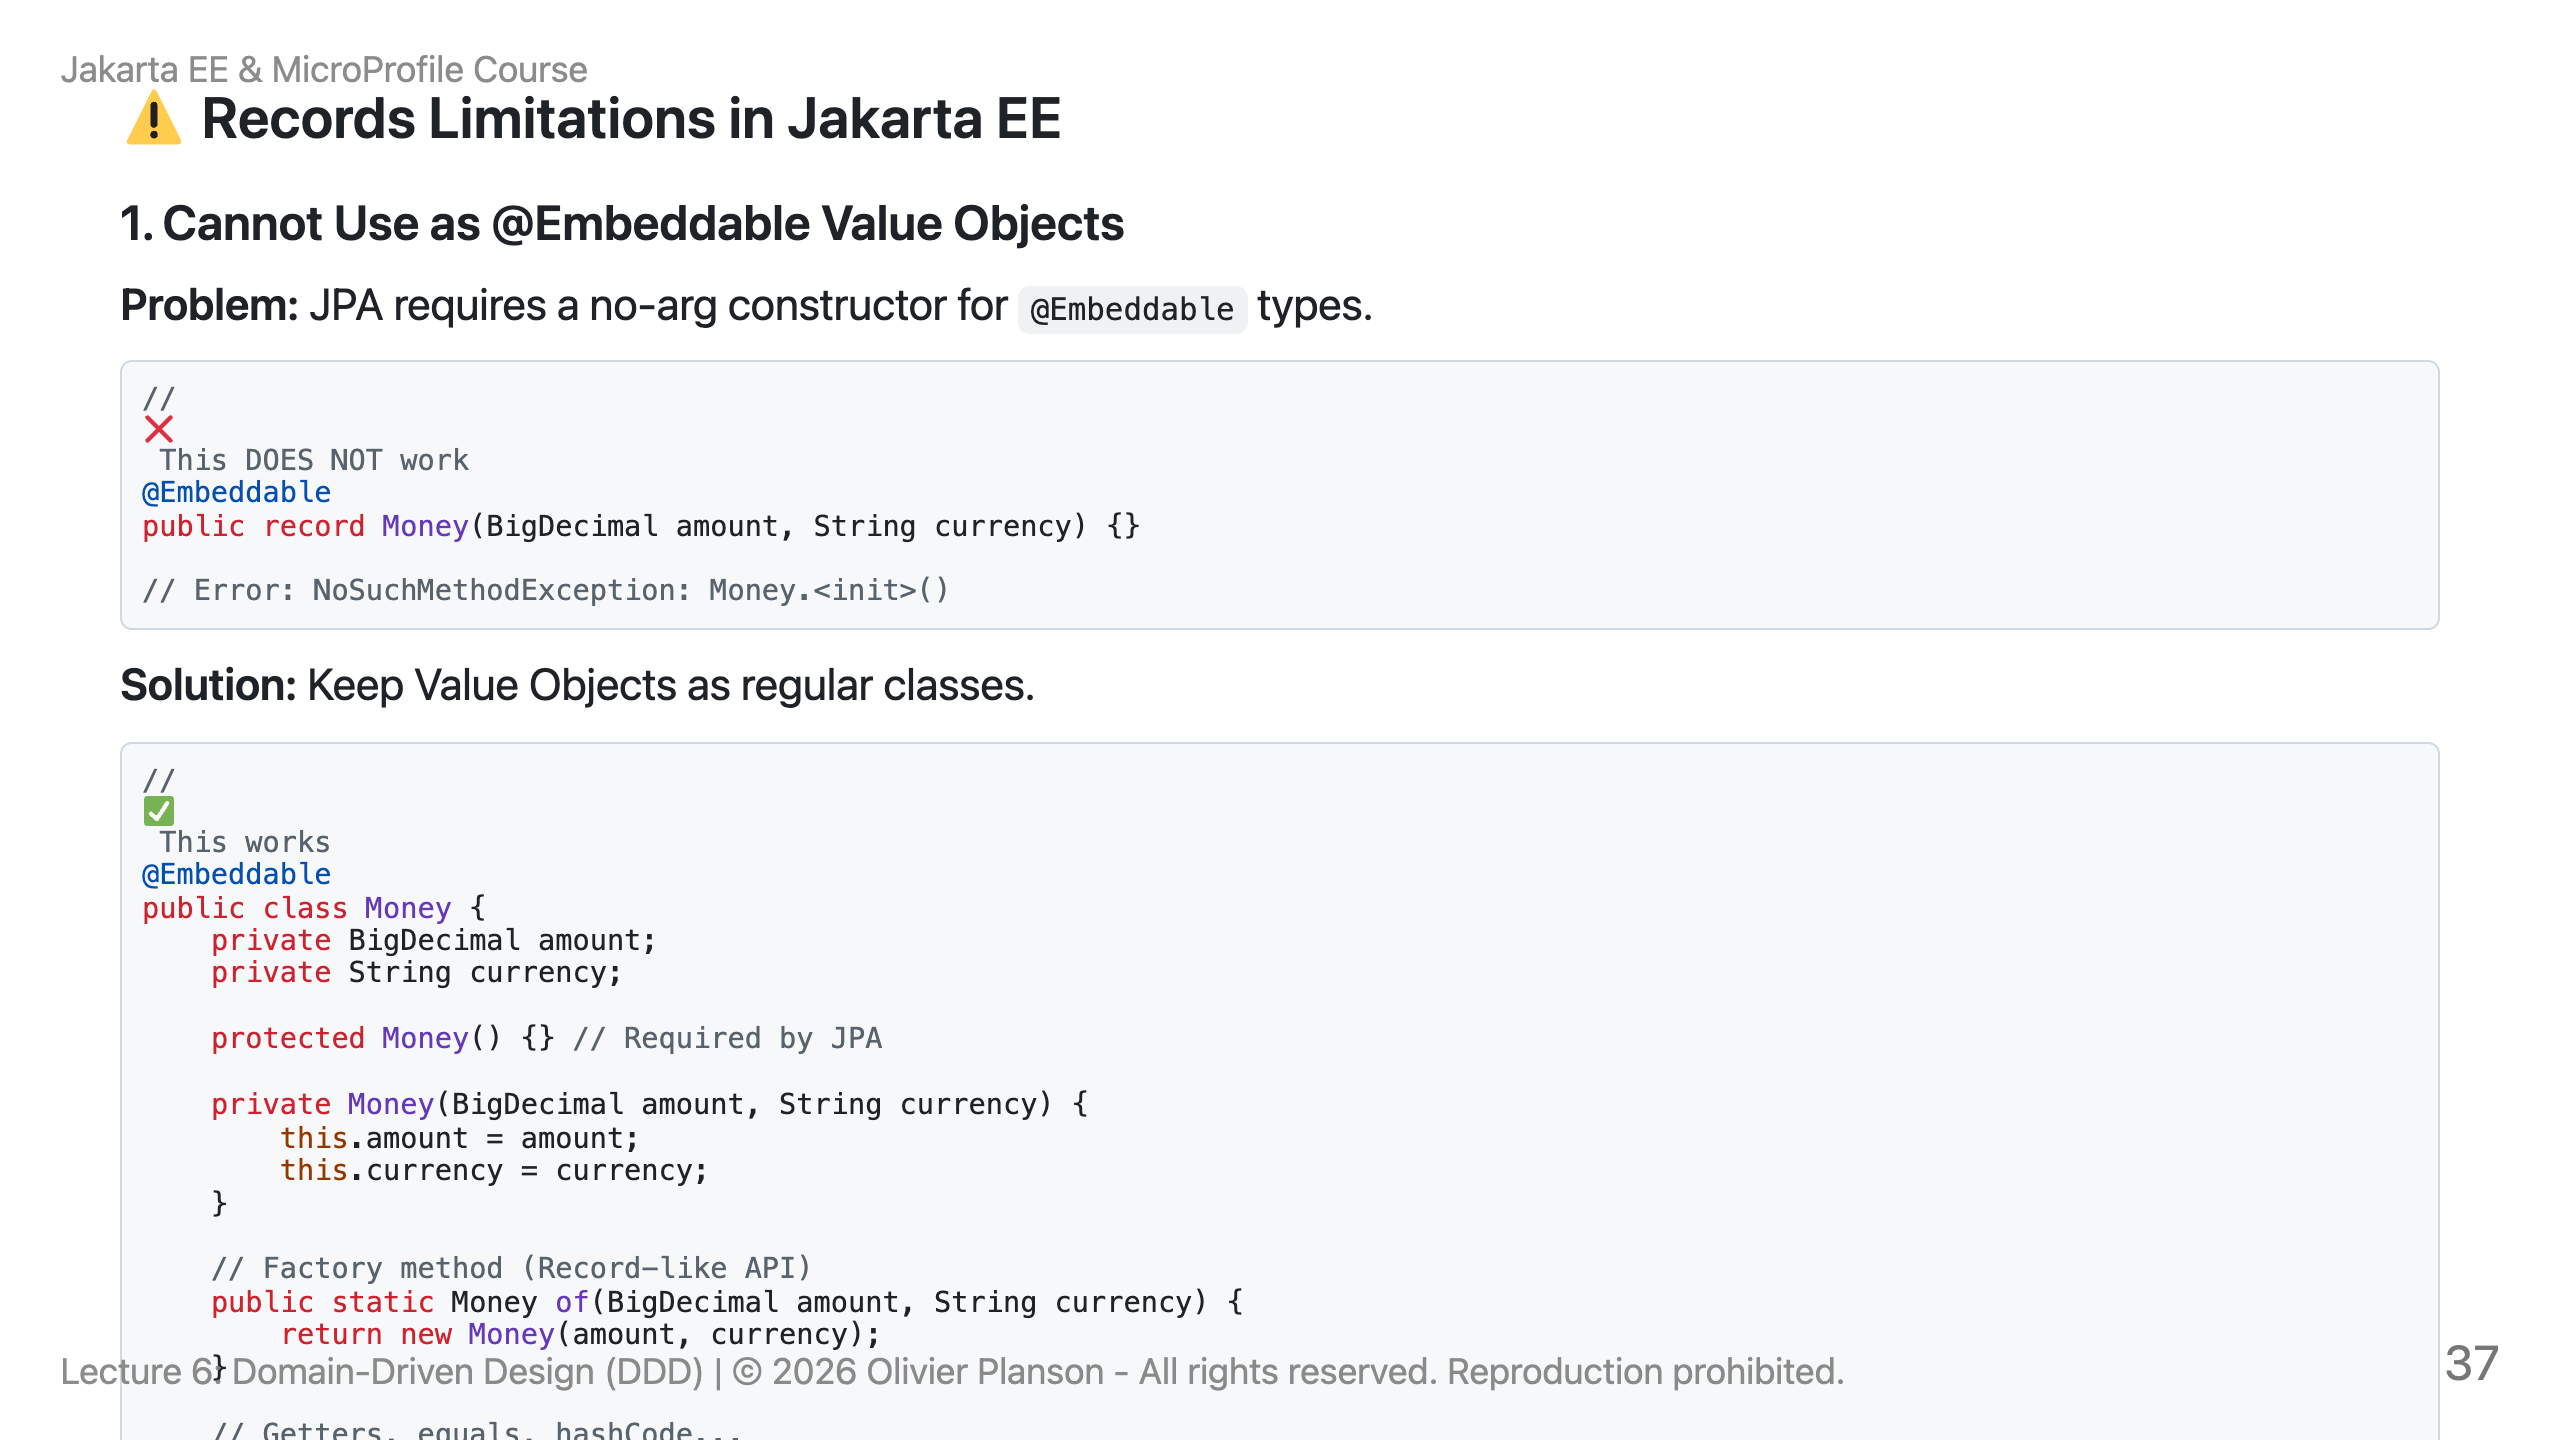 Jakarta EE & MicroProfile Course
⚠️ Records Limitations in Jakarta EE
1. Cannot Use as @Embeddable Value Objects
Problem: JPA requires a no-arg constructor for @Embeddable types.
//
❌
 This DOES NOT work
@Embeddable
public record Money(BigDecimal amount, String currency) {}

// Error: NoSuchMethodException: Money.<init>()
Solution: Keep Value Objects as regular classes.
//
✅
 This works
@Embeddable
public class Money {
    private BigDecimal amount;
    private String currency;

    protected Money() {} // Required by JPA

    private Money(BigDecimal amount, String currency) {
        this.amount = amount;
        this.currency = currency;
    }

    // Factory method (Record-like API)
    public static Money of(BigDecimal amount, String currency) {
        return new Money(amount, currency);
    }
Lecture 6: Domain-Driven Design (DDD) | © 2026 Olivier Planson - All rights reserved. Reproduction prohibited.
37
    // Getters, equals, hashCode...